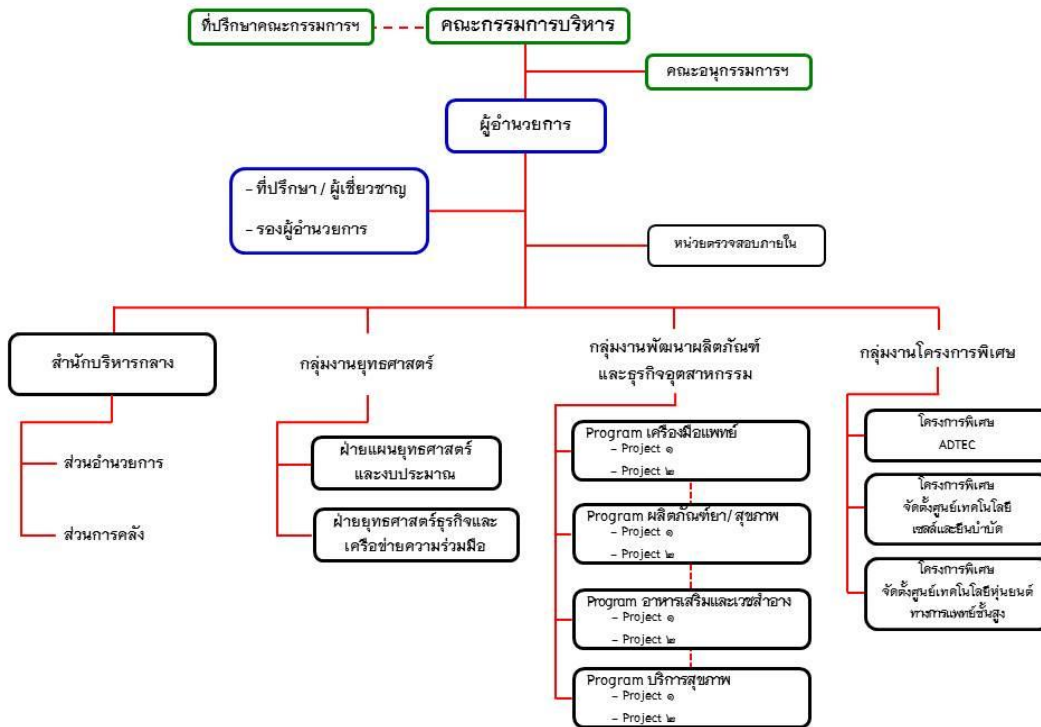 ที่ปรึกษาคณะกรรมการฯ
คณะกรรมการบริหาร
คณะอนุกรรมการฯ
ผู้อำนวยการ
– ที่ปรึกษา / ผู้เชี่ยวชาญ
– รองผู้อำนวยการ
หน่วยตรวจสอบภายใน
สำนักบริหารกลาง
ส่วนอำนวยการ
ส่วนการคลัง
กลุ่มงานยุทธศาสตร์
ฝ่ายแผนยุทธศาสตร์
และงบประมาณ
ฝ่ายยุทธศาสตร์ธุรกิจและ
เครือข่ายความร่วมมือ
กลุ่มงานพัฒนาผลิตภัณฑ์
และธุรกิจอุตสาหกรรม
Program เครื่องมือแพทย์
– Project ๑
– Project ๒
Program ผลิตภัณฑ์ยา/ สุขภาพ
– Project ๑
– Project ๒
Program อาหารเสริมและเวชสำอาง
– Project ๑
– Project ๒
Program บริการสุขภาพ
– Project ๑
– Project ๒
กลุ่มงานโครงการพิเศษ
โครงการพิเศษ
ADTEC
โครงการพิเศษ
จัดตั้งศูนย์เทคโนโลยี
เซลล์และยีนบำบัด
โครงการพิเศษ
จัดตั้งศูนย์เทคโนโลยีหุ่นยนต์
ทางการแพทย์ชั้นสูง